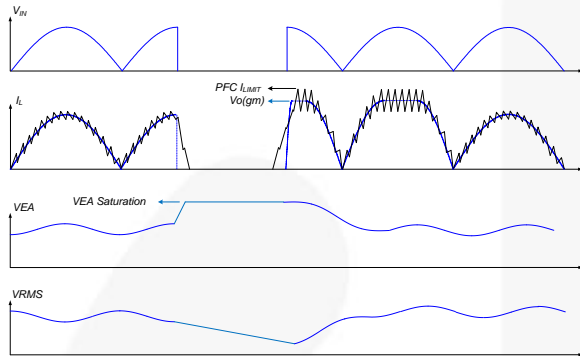 VIN
PFC ILIMIT
IL
Vo(gm)
VEA
VEA Saturation
VRMS